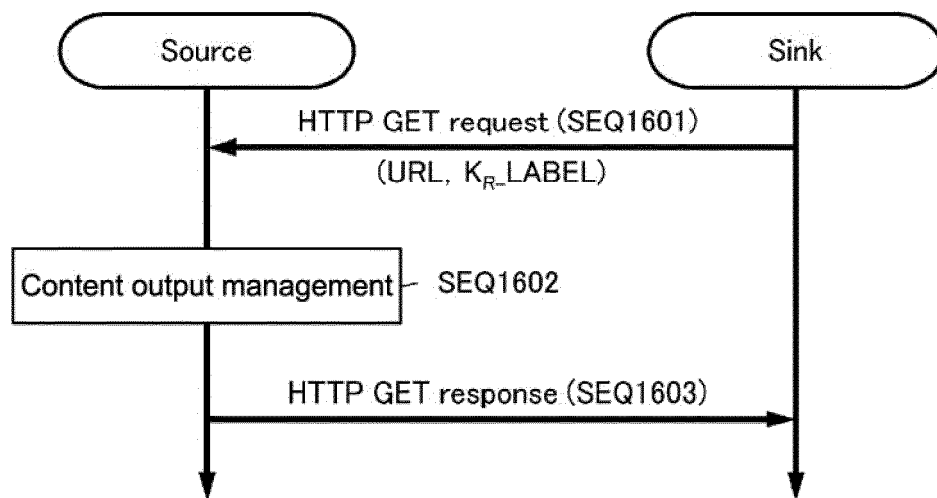 Source
Sink
HTTP GET request (SEQ1601)
(URL, K_R_LABEL)
Content output management
SEQ1602
HTTP GET response (SEQ1603)